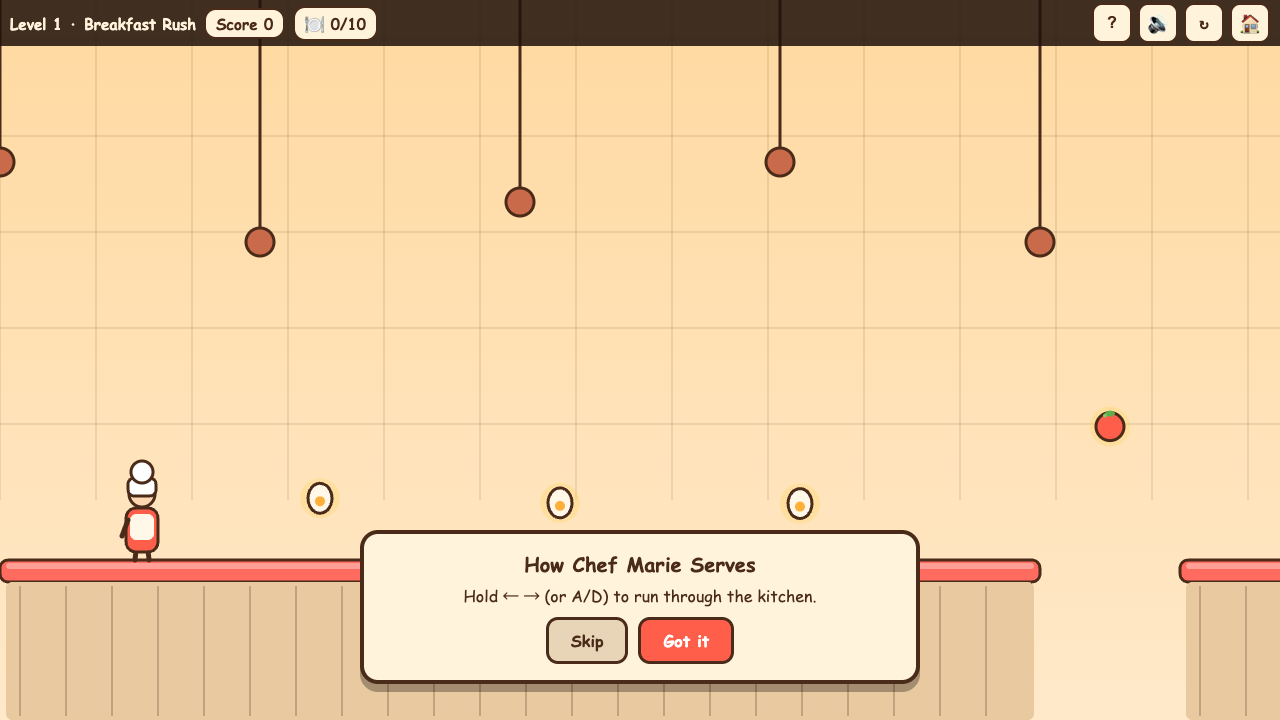 Level 1 · Breakfast Rush Score 0 🍽️ 0/10 ? 🔊 ↻ 🏠
How Chef Marie Serves
Hold ← → (or A/D) to run through the kitchen.
Skip Got it